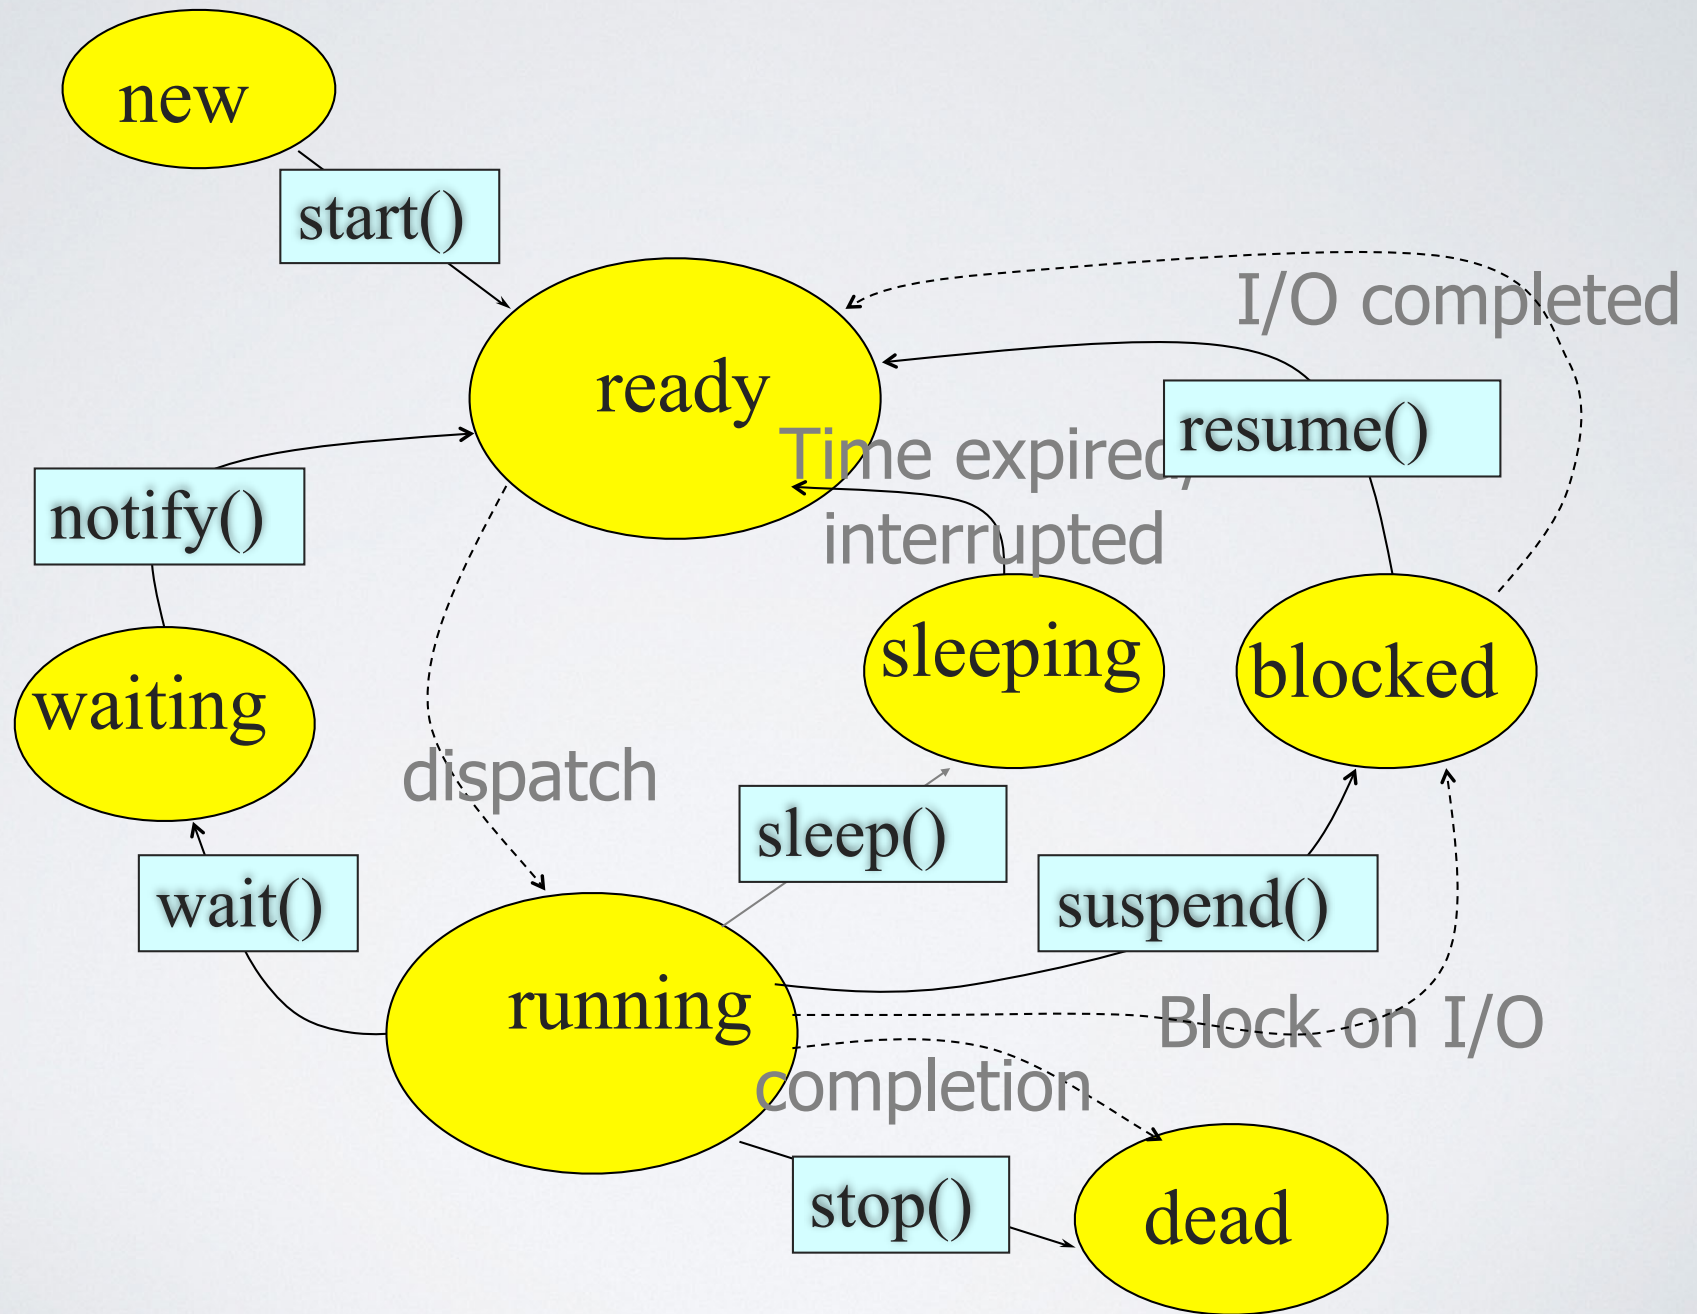 new
start()
I/O completed
ready
resume()
Time expired/
interrupted
notify()
sleeping
blocked
waiting
dispatch
sleep()
wait()
suspend()
running
Block on I/O
completion
stop()
dead